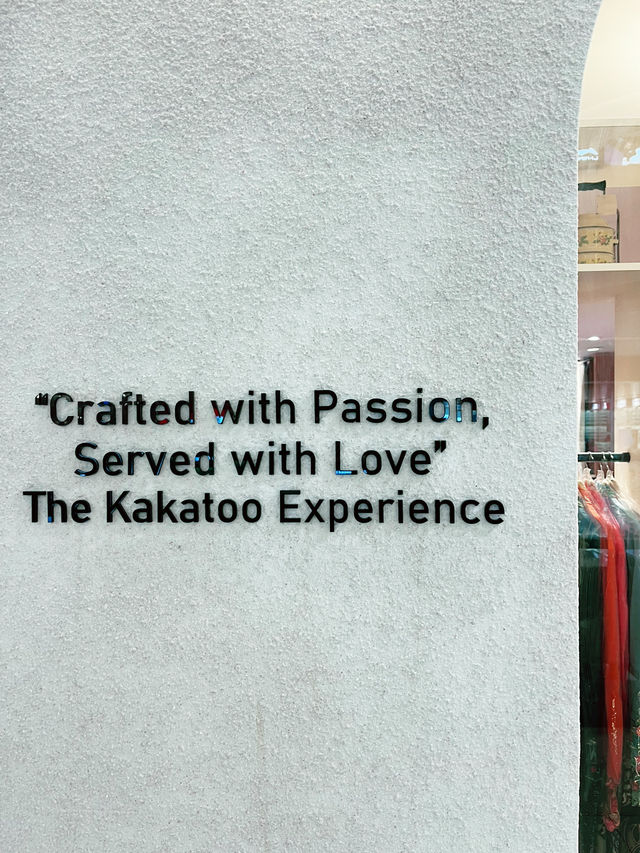 “Crafted with Passion,
Served with Love”
The Kakatoo Experience